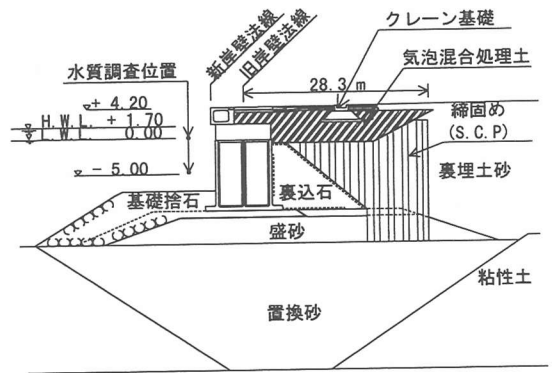 クレーン基礎
新岸壁法線
旧岸壁法線
気泡混合処理土
水質調査位置
28.3 m
+ 4.20
締固め
(S.C.P)
H.W.L. + 1.70
L.W.L. 0.00
裏埋土砂
- 5.00
基礎捨石
裏込石
盛砂
粘性土
置換砂